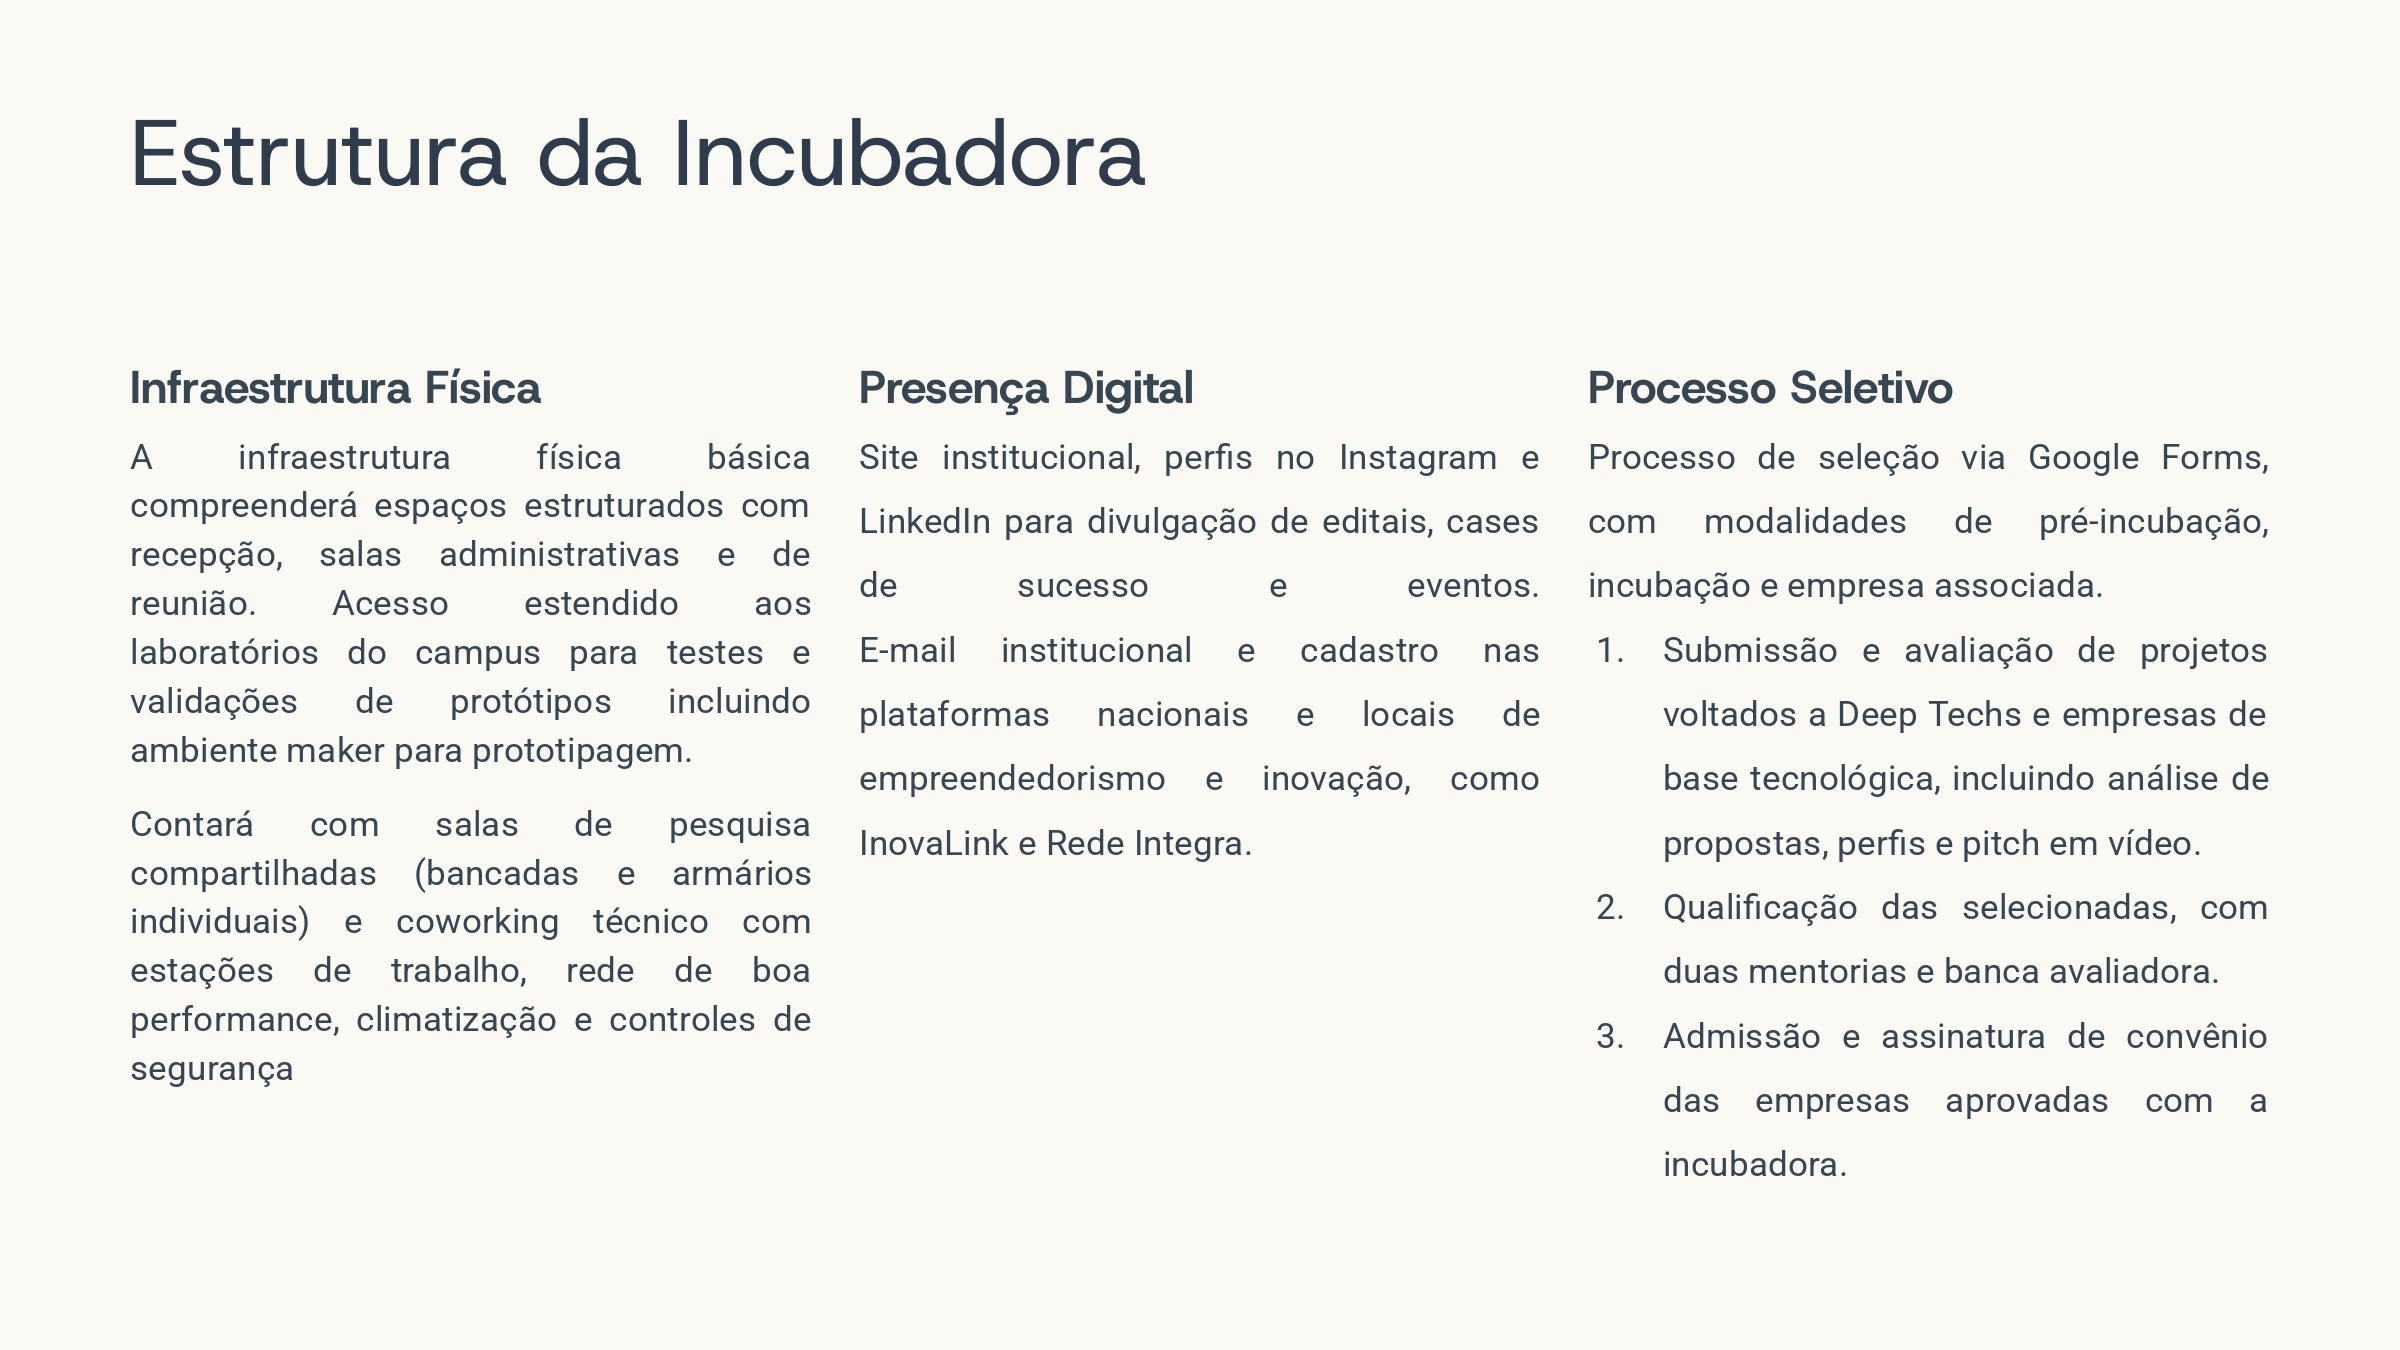 Estrutura da Incubadora
Infraestrutura Física
A infraestrutura física básica
compreenderá espaços estruturados com
recepção, salas administrativas e de
reunião. Acesso estendido aos
laboratórios do campus para testes e
validações de protótipos incluindo
ambiente maker para prototipagem.
Contará com salas de pesquisa
compartilhadas (bancadas e armários
individuais) e coworking técnico com
estações de trabalho, rede de boa
performance, climatização e controles de
segurança
Presença Digital
Site institucional, perfis no Instagram e
LinkedIn para divulgação de editais, cases
de sucesso e eventos.
E-mail institucional e cadastro nas
plataformas nacionais e locais de
empreendedorismo e inovação, como
InovaLink e Rede Integra.
Processo Seletivo
Processo de seleção via Google Forms,
com modalidades de pré-incubação,
incubação e empresa associada.
1. Submissão e avaliação de projetos
voltados a Deep Techs e empresas de
base tecnológica, incluindo análise de
propostas, perfis e pitch em vídeo.
2. Qualificação das selecionadas, com
duas mentorias e banca avaliadora.
3. Admissão e assinatura de convênio
das empresas aprovadas com a
incubadora.